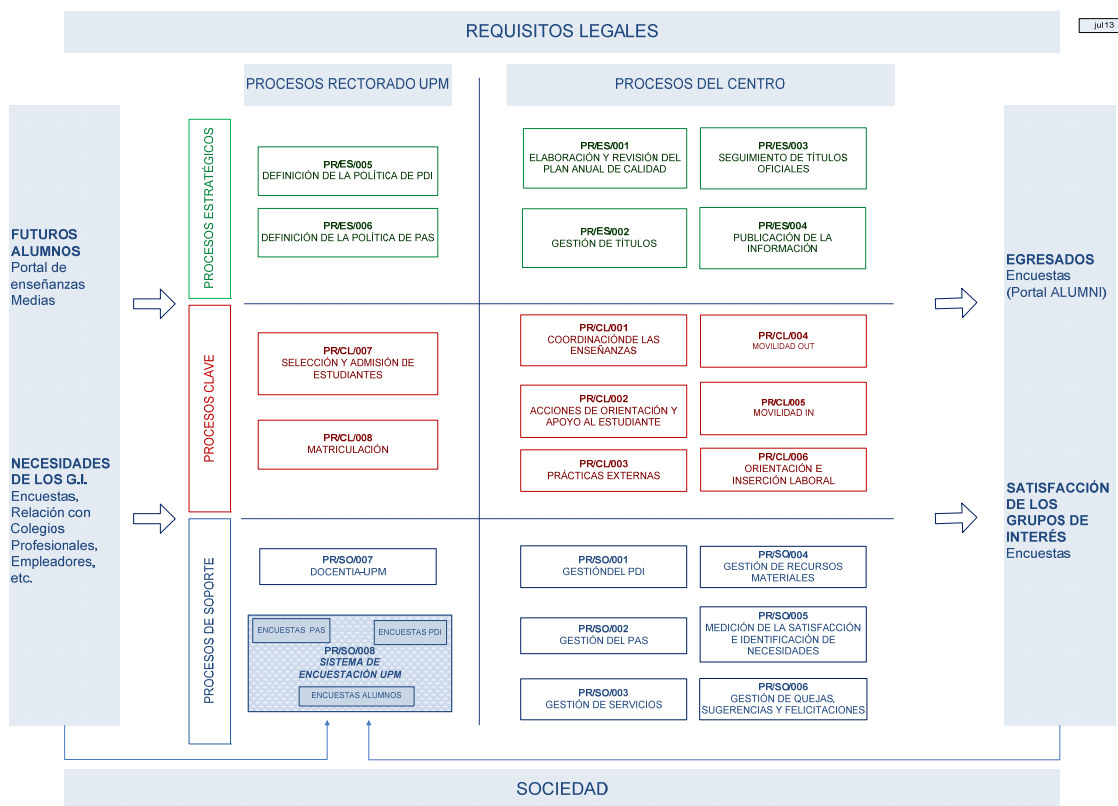 REQUISITOS LEGALES
jul13
PROCESOS RECTORADO UPM
PROCESOS DEL CENTRO
FUTUROS
ALUMNOS
Portal de
enseñanzas
Medias
NECESIDADES
DE LOS G.I.
Encuestas,
Relación con
Colegios
Profesionales,
Empleadores,
etc.
PROCESOS ESTRATÉGICOS
PR/ES/005
DEFINICIÓN DE LA POLÍTICA DE PDI
PR/ES/006
DEFINICIÓN DE LA POLÍTICA DE PAS
PR/ES/001
ELABORACIÓN Y REVISIÓN DEL
PLAN ANUAL DE CALIDAD
PR/ES/003
SEGUIMIENTO DE TÍTULOS
OFICIALES
PR/ES/002
GESTIÓN DE TÍTULOS
PR/ES/004
PUBLICACIÓN DE LA
INFORMACIÓN
PROCESOS CLAVE
PR/CL/007
SELECCIÓN Y ADMISIÓN DE
ESTUDIANTES
PR/CL/008
MATRICULACIÓN
PR/CL/001
COORDINACIÓNDE LAS
ENSEÑANZAS
PR/CL/004
MOVILIDAD OUT
PR/CL/002
ACCIONES DE ORIENTACIÓN Y
APOYO AL ESTUDIANTE
PR/CL/005
MOVILIDAD IN
PR/CL/003
PRÁCTICAS EXTERNAS
PR/CL/006
ORIENTACIÓN E
INSERCIÓN LABORAL
PROCESOS DE SOPORTE
PR/SO/007
DOCENTIA-UPM
ENCUESTAS PAS
ENCUESTAS PDI
PR/SO/008
SISTEMA DE
ENCUESTACIÓN UPM
ENCUESTAS ALUMNOS
PR/SO/001
GESTIÓNDEL PDI
PR/SO/004
GESTIÓN DE RECURSOS
MATERIALES
PR/SO/002
GESTIÓN DEL PAS
PR/SO/005
MEDICIÓN DE LA SATISFACCIÓN
E IDENTIFICACIÓN DE
NECESIDADES
PR/SO/003
GESTIÓN DE SERVICIOS
PR/SO/006
GESTIÓN DE QUEJAS,
SUGERENCIAS Y FELICITACIONES
EGRESADOS
Encuestas
(Portal ALUMNI)
SATISFACCIÓN
DE LOS
GRUPOS DE
INTERÉS
Encuestas
SOCIEDAD